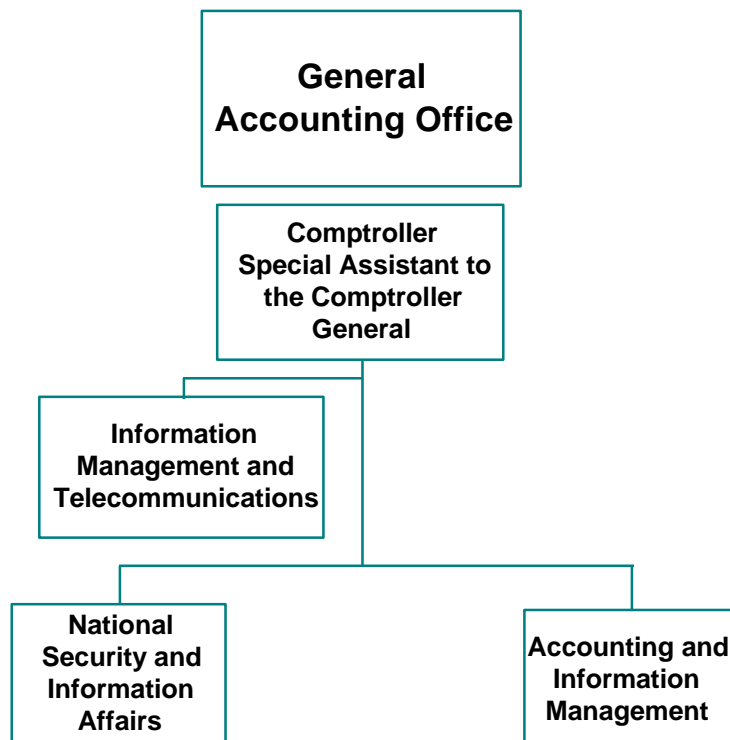 General
Accounting Office
Comptroller
Special Assistant to
the Comptroller
General
Information
Management and
Telecommunications
National
Security and
Information
Affairs
Accounting and
Information
Management